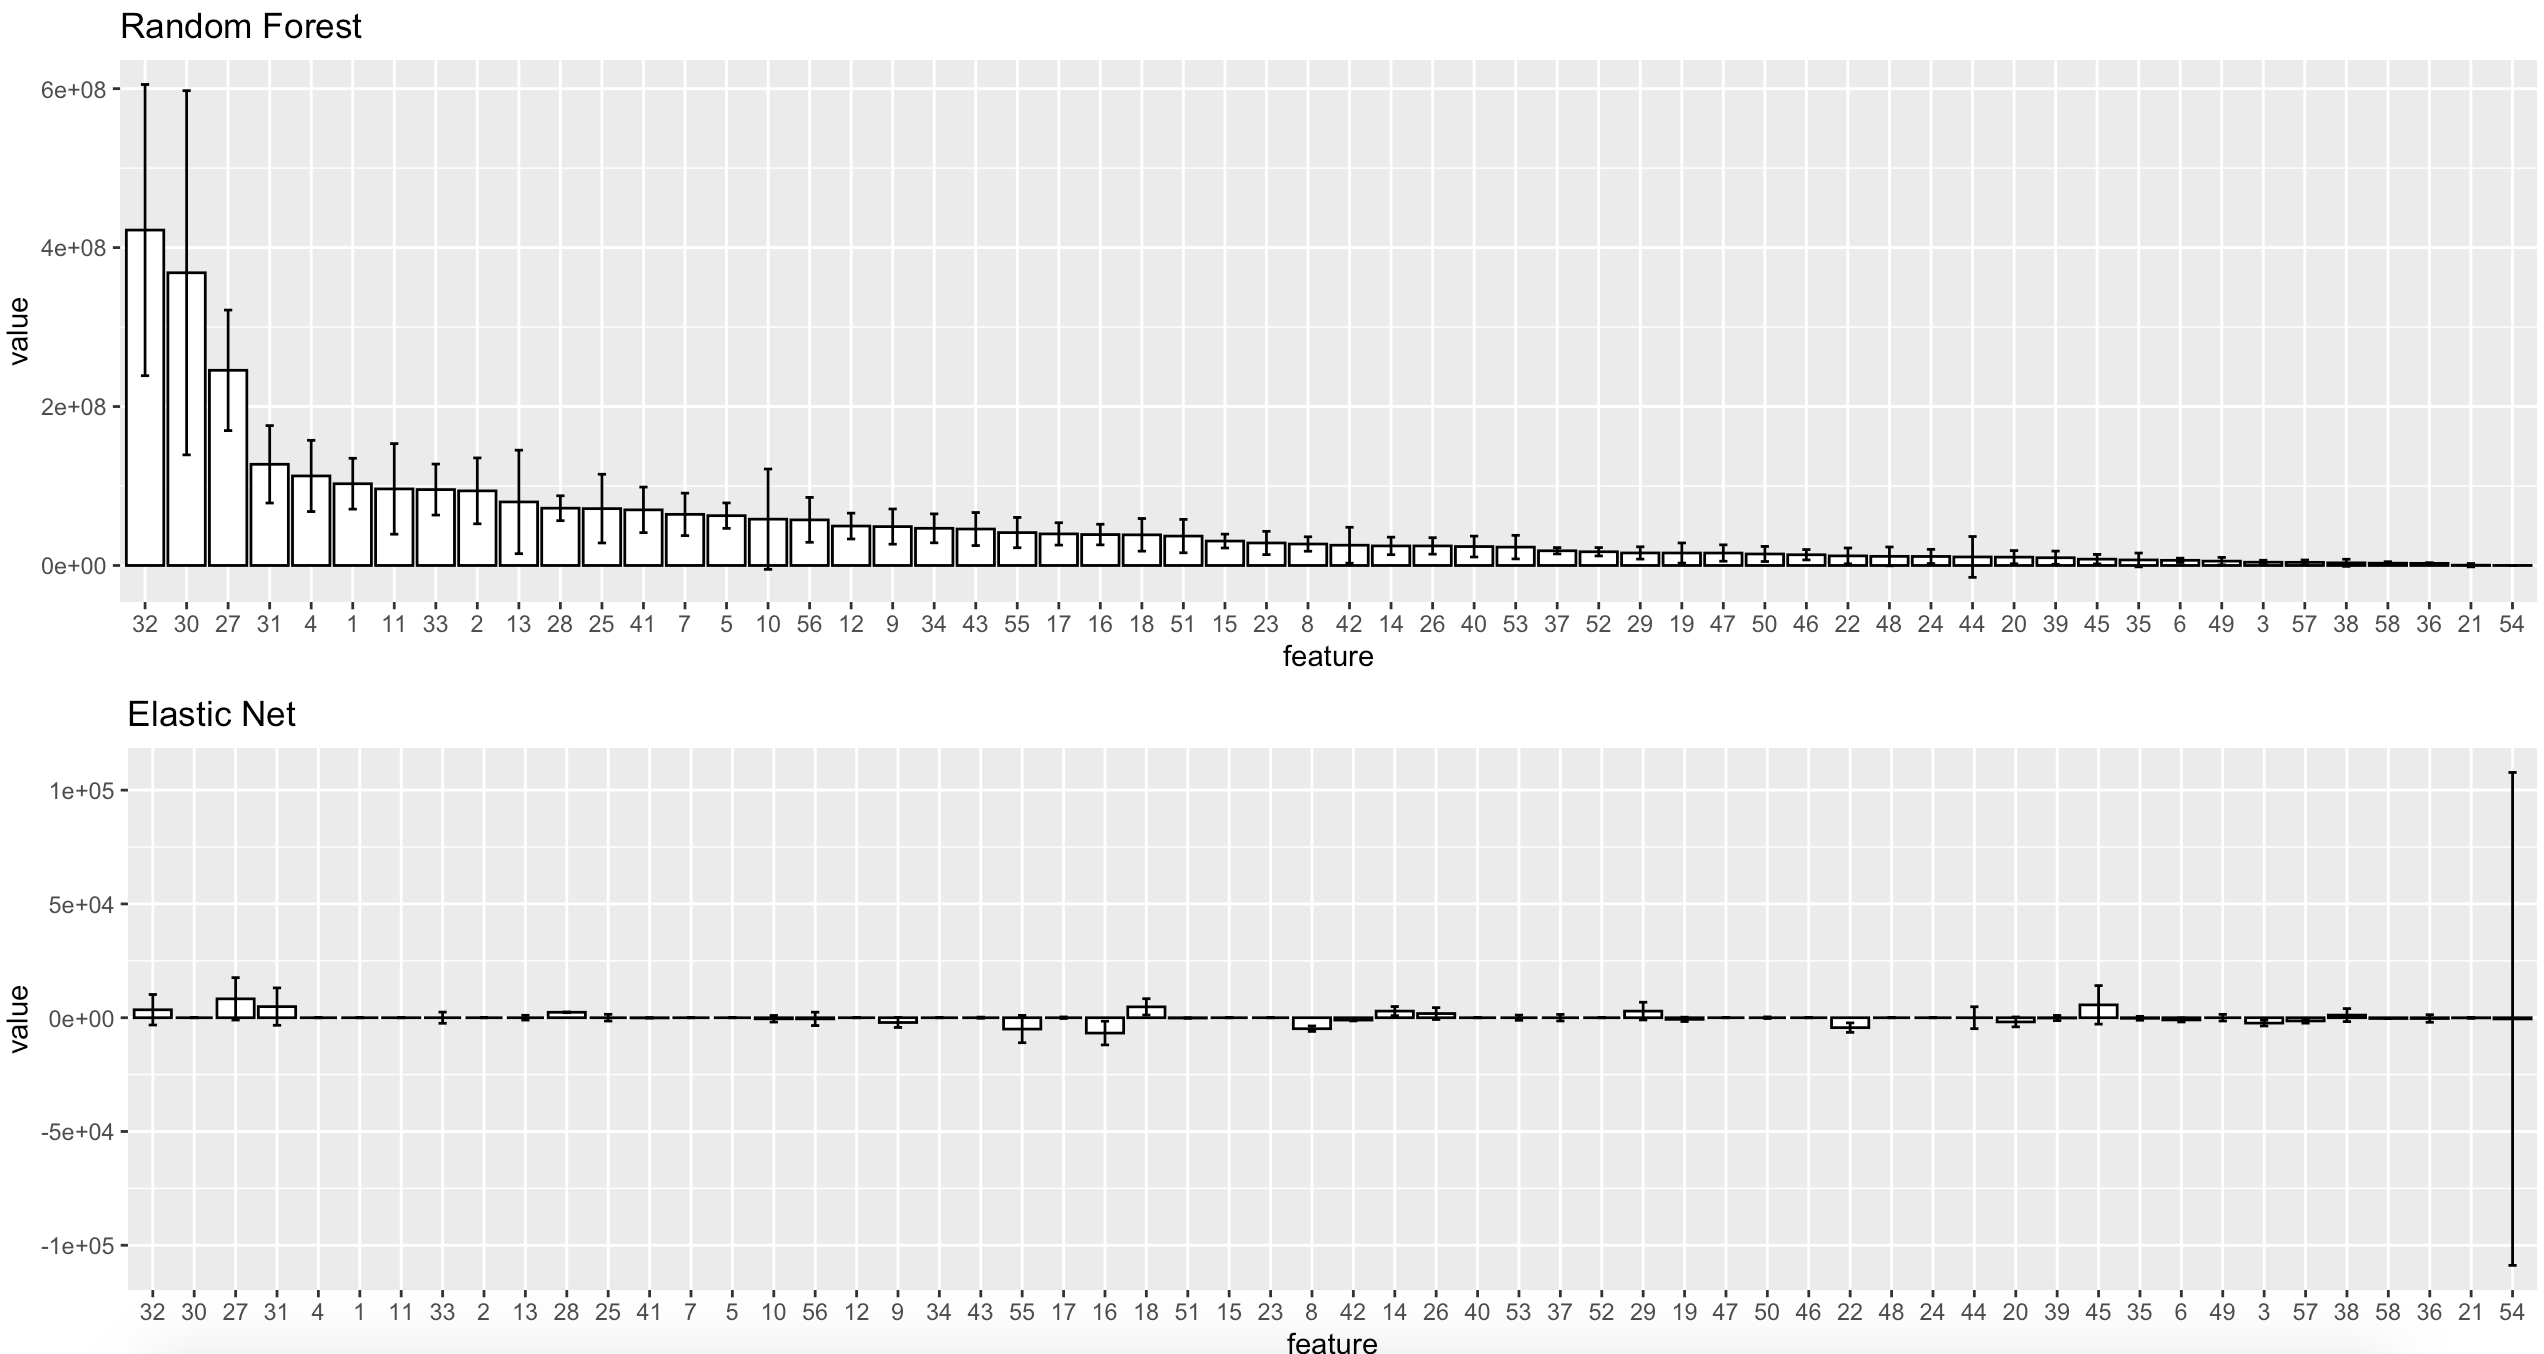 Random Forest
6e+08
4e+08
2e+08
0e+00
value
32 30 27 31 4 1 11 33 2 13 28 25 41 7 5 10 56 12 9 34 43 55 17 16 18 51 15 23 8 42 14 26 40 53 37 52 29 19 47 50 46 22 48 24 44 20 39 45 35 6 49 3 57 38 58 36 21 54
feature
Elastic Net
1e+05
5e+04
0e+00
-5e+04
-1e+05
value
32 30 27 31 4 1 11 33 2 13 28 25 41 7 5 10 56 12 9 34 43 55 17 16 18 51 15 23 8 42 14 26 40 53 37 52 29 19 47 50 46 22 48 24 44 20 39 45 35 6 49 3 57 38 58 36 21 54
feature